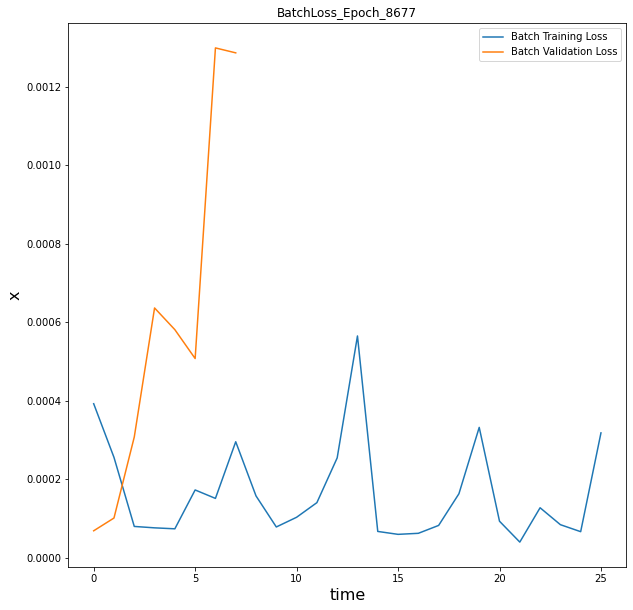 BatchLoss_Epoch_8677
Batch Training Loss
Batch Validation Loss
0.0012
0.0010
0.0008
0.0006
0.0004
0.0002
0.0000
x
0 5 10 15 20 25
time